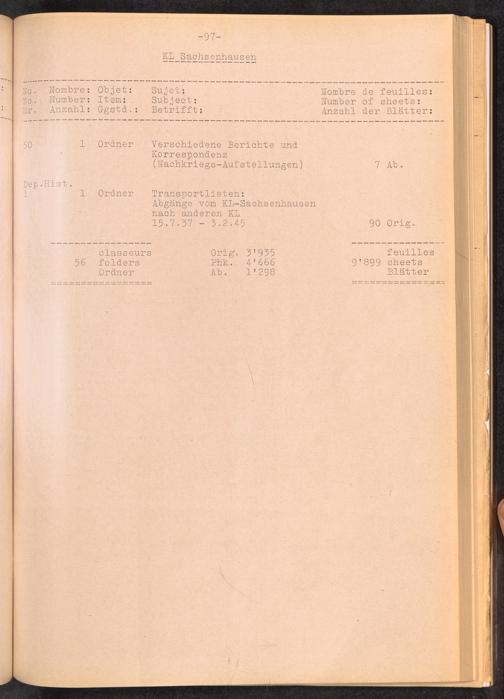 -97-
KL Sachsenhausen
No. Nombre: Objet: Sujet: Nombre de feuilles:
No. Number: Item: Subject: Number of sheets:
Nr. Anzahl: Ggstd.: Betrifft: Anzahl der Blätter:
50 1 Ordner Verschiedene Berichte und
Korrespondenz
(Nachkriegs-Aufstellungen) 7 Ab.
Dep.Hist.
1 1 Ordner Transportlisten:
Abgänge vom KL-Sachsenhausen
nach anderen KL
15.7.37 - 3.2.45 90 Orig.
classeurs Orig. 3'935 feuilles
56 folders Phk. 4'666 9'899 sheets
Ordner Ab. 1'298 Blätter